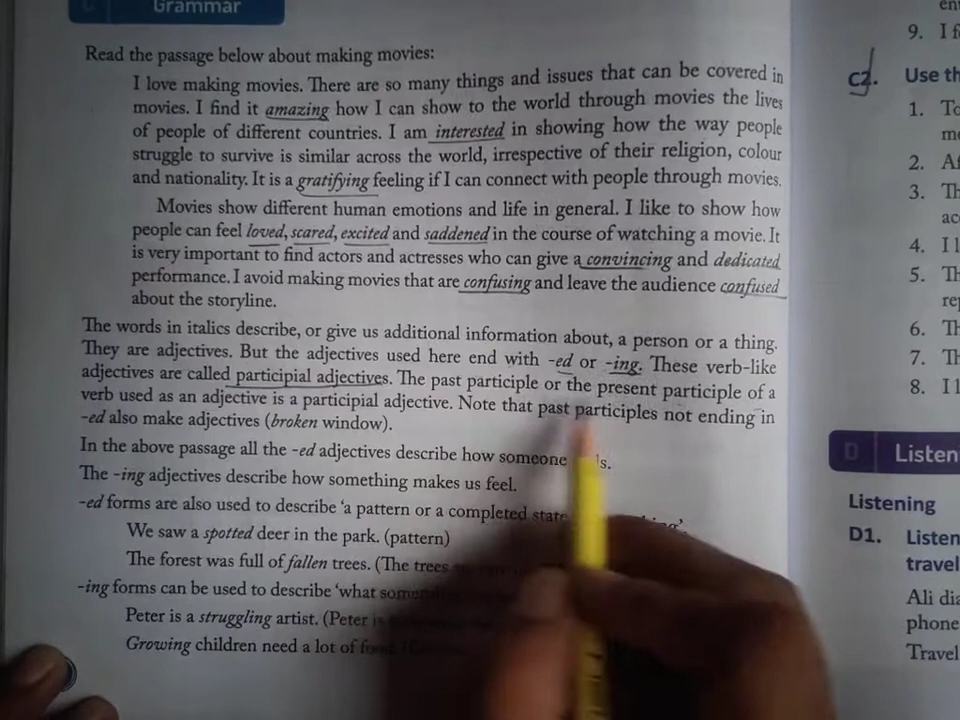 Grammar
Read the passage below about making movies:
I love making movies. There are so many things and issues that can be covered in
movies. I find it amazing how I can show to the world through movies the lives
of people of different countries. I am interested in showing how the way people
struggle to survive is similar across the world, irrespective of their religion, colour
and nationality. It is a gratifying feeling if I can connect with people through movies.
Movies show different human emotions and life in general. I like to show how
people can feel loved, scared, excited and saddened in the course of watching a movie. It
is very important to find actors and actresses who can give a convincing and dedicated
performance. I avoid making movies that are confusing and leave the audience confused
about the storyline.
The words in italics describe, or give us additional information about, a person or a thing.
They are adjectives. But the adjectives used here end with -ed or -ing. These verb-like
adjectives are called participial adjectives. The past participle or the present participle of a
verb used as an adjective is a participial adjective. Note that past participles not ending in
-ed also make adjectives (broken window).
In the above passage all the -ed adjectives describe how someone
The -ing adjectives describe how something makes us feel.
-ed forms are also used to describe 'a pattern or a completed state
We saw a spotted deer in the park. (pattern)
The forest was full of fallen trees. (The trees
-ing forms can be used to describe 'what
Peter is a struggling artist. (Peter is
Growing children need a lot of
9. I
C2. Use
1. To
2.
3.
4. I
5.
6.
7.
8. I
D Listen
Listening
D1. Listen
travel
Ali
phone
Travel